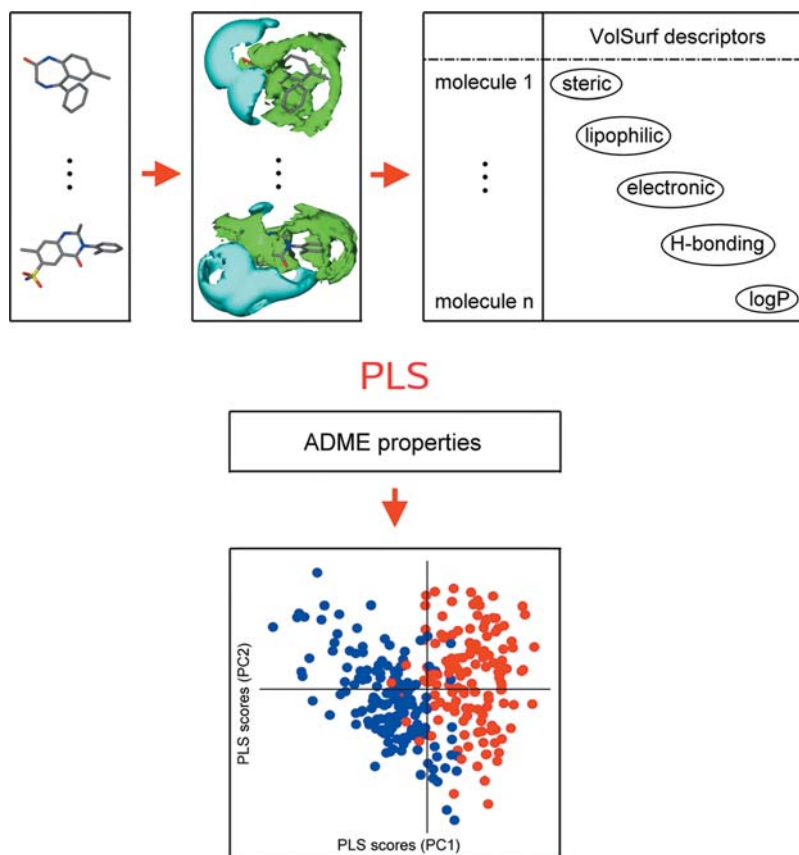 VolSurf descriptors
molecule 1
steric
lipophilic
electronic
H-bonding
molecule n
logP
PLS
ADME properties
PLS scores (PC2)
PLS scores (PC1)